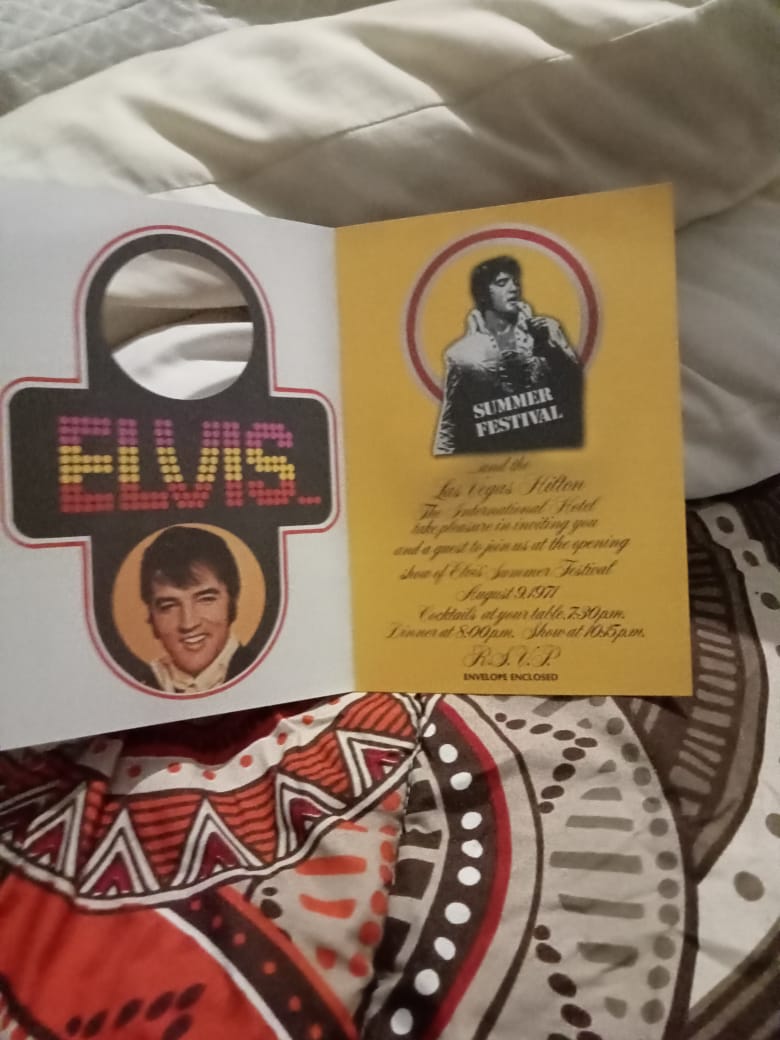 ELVIS...
SUMMER
FESTIVAL
...and the
Las Vegas Hilton
The International Hotel
take pleasure in inviting you
and a guest to join us at the opening
show of Elvis' Summer Festival
August 9, 1971
Cocktails at your table, 7:30 p.m.
Dinner at 8:00 p.m. Show at 10:15 p.m.
R.S.V.P.
ENVELOPE ENCLOSED